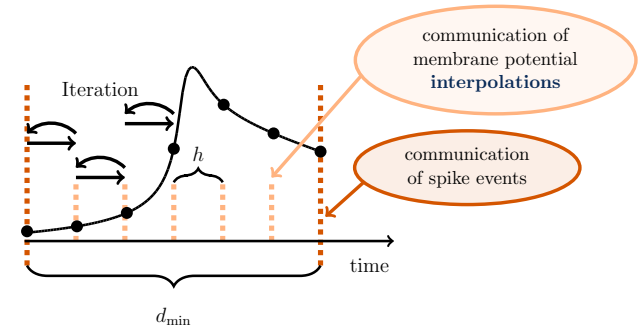 communication of
membrane potential
interpolations
Iteration
h
communication
of spike events
time
d_min